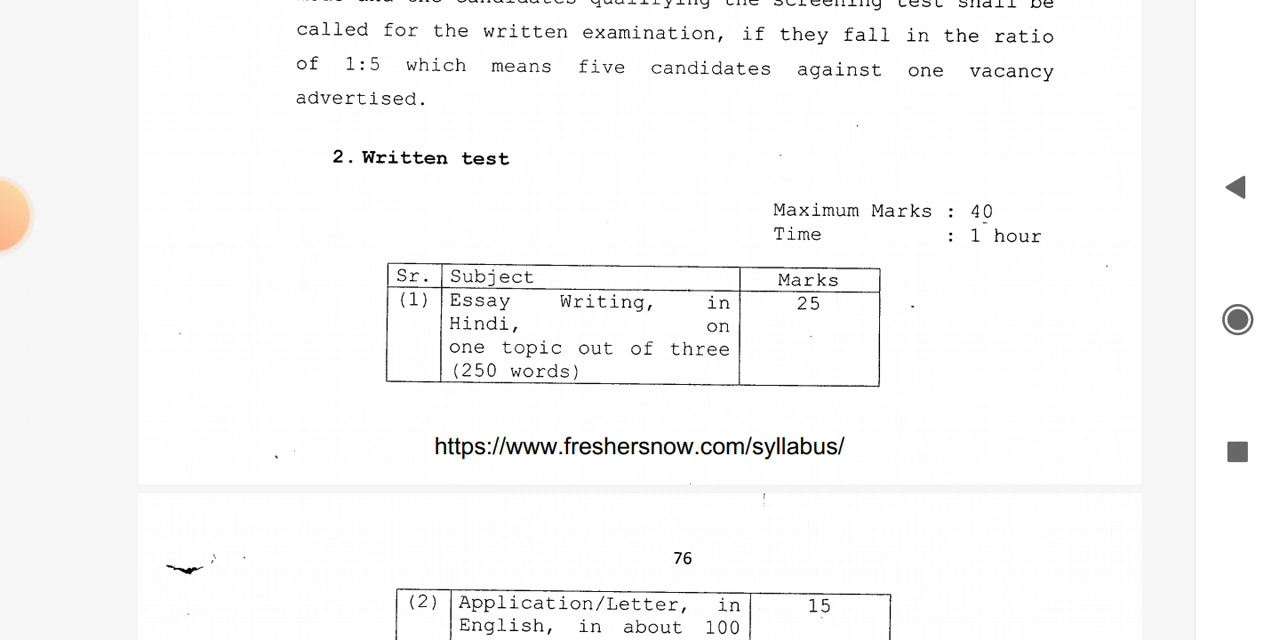 called for the written examination, if they fall in the ratio
of 1:5 which means five candidates against one vacancy
advertised.
2. Written test
Maximum Marks : 40
Time : 1 hour
Sr. Subject Marks
(1) Essay Writing, in 25
Hindi, on
one topic out of three
(250 words)
https://www.freshersnow.com/syllabus/
76
(2) Application/Letter, in 15
English, in about 100